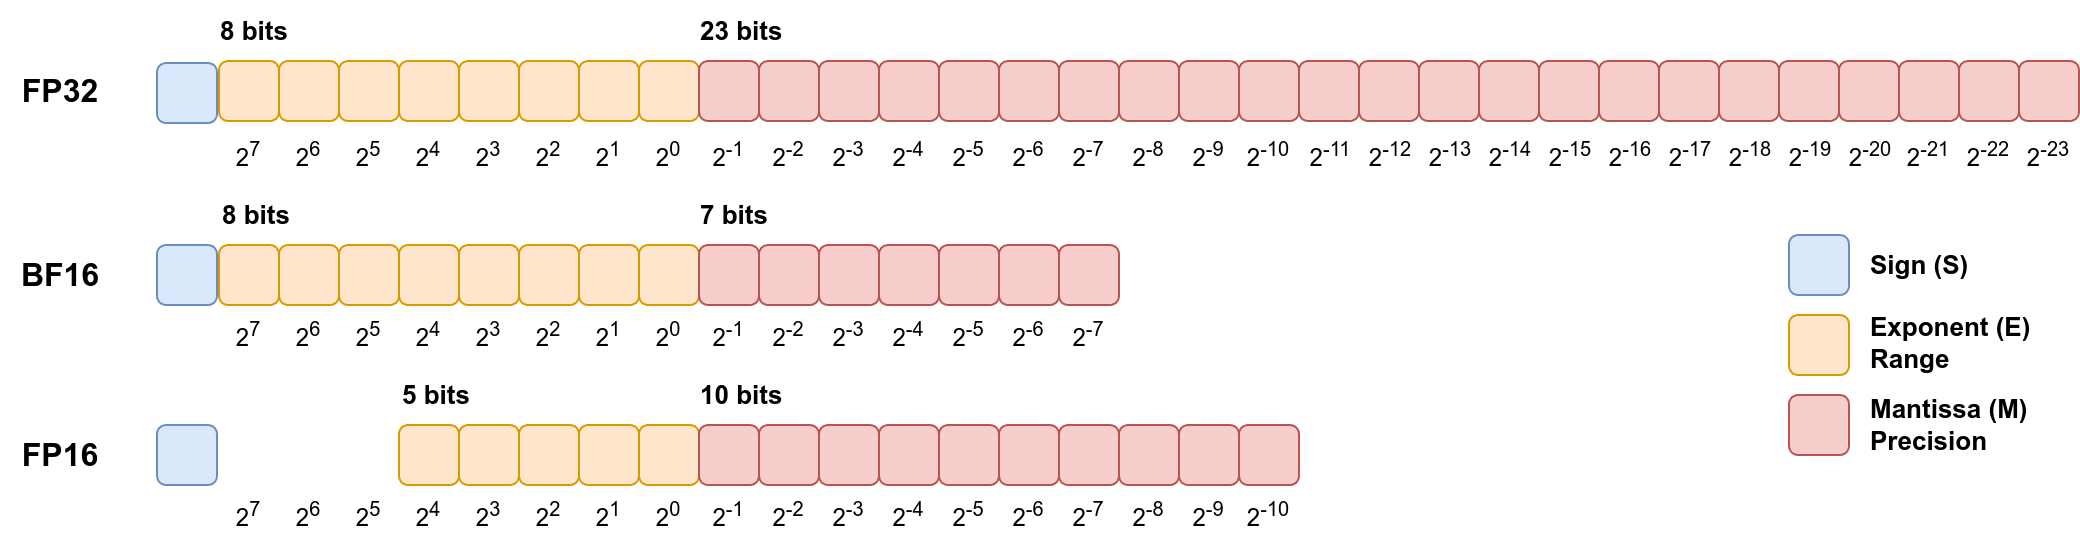 8 bits 23 bits
FP32
2^7 2^6 2^5 2^4 2^3 2^2 2^1 2^0 2^-1 2^-2 2^-3 2^-4 2^-5 2^-6 2^-7 2^-8 2^-9 2^-10 2^-11 2^-12 2^-13 2^-14 2^-15 2^-16 2^-17 2^-18 2^-19 2^-20 2^-21 2^-22 2^-23
8 bits 7 bits
BF16
2^7 2^6 2^5 2^4 2^3 2^2 2^1 2^0 2^-1 2^-2 2^-3 2^-4 2^-5 2^-6 2^-7
5 bits 10 bits
FP16
2^7 2^6 2^5 2^4 2^3 2^2 2^1 2^0 2^-1 2^-2 2^-3 2^-4 2^-5 2^-6 2^-7 2^-8 2^-9 2^-10
Sign (S)
Exponent (E)
Range
Mantissa (M)
Precision